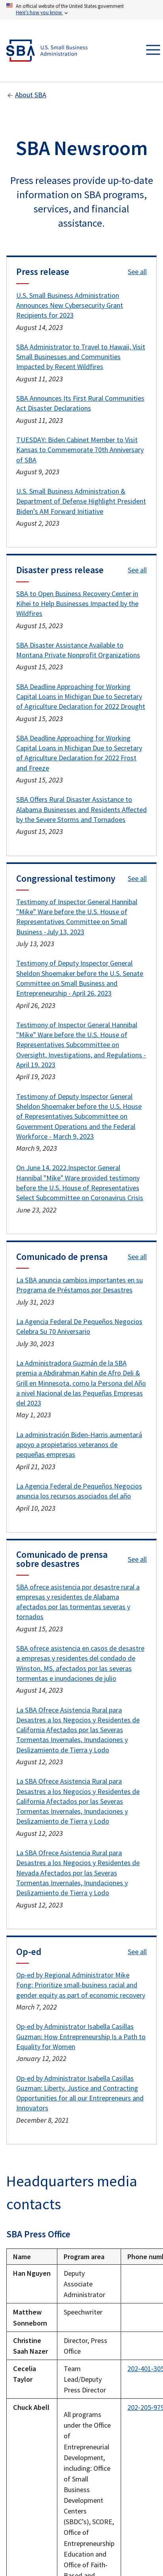 An official website of the United States government
Here's how you know
SBA U.S. Small Business
Administration
About SBA
SBA Newsroom
Press releases provide up-to-date
information on SBA programs,
services, and financial
assistance.
Press release See all
U.S. Small Business Administration
Announces New Cybersecurity Grant
Recipients for 2023
August 14, 2023
SBA Administrator to Travel to Hawaii, Visit
Small Businesses and Communities
Impacted by Recent Wildfires
August 11, 2023
SBA Announces Its First Rural Communities
Act Disaster Declarations
August 11, 2023
TUESDAY: Biden Cabinet Member to Visit
Kansas to Commemorate 70th Anniversary
of SBA
August 9, 2023
U.S. Small Business Administration &
Department of Defense Highlight President
Biden's AM Forward Initiative
August 2, 2023
Disaster press release See all
SBA to Open Business Recovery Center in
Kihei to Help Businesses Impacted by the
Wildfires
August 15, 2023
SBA Disaster Assistance Available to
Montana Private Nonprofit Organizations
August 15, 2023
SBA Deadline Approaching for Working
Capital Loans in Michigan Due to Secretary
of Agriculture Declaration for 2022 Drought
August 15, 2023
SBA Deadline Approaching for Working
Capital Loans in Michigan Due to Secretary
of Agriculture Declaration for 2022 Frost
and Freeze
August 15, 2023
SBA Offers Rural Disaster Assistance to
Alabama Businesses and Residents Affected
by the Severe Storms and Tornadoes
August 15, 2023
Congressional testimony See all
Testimony of Inspector General Hannibal
"Mike" Ware before the U.S. House of
Representatives Committee on Small
Business -July 13, 2023
July 13, 2023
Testimony of Deputy Inspector General
Sheldon Shoemaker before the U.S. Senate
Committee on Small Business and
Entrepreneurship - April 26, 2023
April 26, 2023
Testimony of Inspector General Hannibal
"Mike" Ware before the U.S. House of
Representatives Subcommittee on
Oversight, Investigations, and Regulations -
April 19, 2023
April 19, 2023
Testimony of Deputy Inspector General
Sheldon Shoemaker before the U.S. House
of Representatives Subcommittee on
Government Operations and the Federal
Workforce - March 9, 2023
March 9, 2023
On June 14, 2022,Inspector General
Hannibal "Mike" Ware provided testimony
before the U.S. House of Representatives
Select Subcommittee on Coronavirus Crisis
June 23, 2022
Comunicado de prensa See all
La SBA anuncia cambios importantes en su
Programa de Préstamos por Desastres
July 31, 2023
La Agencia Federal De Pequeños Negocios
Celebra Su 70 Aniversario
July 30, 2023
La Administradora Guzmán de la SBA
premia a Abdirahman Kahin de Afro Deli &
Grill en Minnesota, como la Persona del Año
a nivel Nacional de las Pequeñas Empresas
del 2023
May 1, 2023
La administración Biden-Harris aumentará
apoyo a propietarios veteranos de
pequeñas empresas
April 21, 2023
La Agencia Federal de Pequeños Negocios
anuncia los recursos asociados del año
April 10, 2023
Comunicado de prensa
sobre desastres See all
SBA ofrece asistencia por desastre rural a
empresas y residentes de Alabama
afectados por las tormentas severas y
tornados
August 15, 2023
SBA ofrece asistencia en casos de desastre
a empresas y residentes del condado de
Winston, MS, afectados por las severas
tormentas e inundaciones de julio
August 14, 2023
La SBA Ofrece Asistencia Rural para
Desastres a los Negocios y Residentes de
California Afectados por las Severas
Tormentas Invernales, Inundaciones y
Deslizamiento de Tierra y Lodo
August 12, 2023
La SBA Ofrece Asistencia Rural para
Desastres a los Negocios y Residentes de
California Afectados por las Severas
Tormentas Invernales, Inundaciones y
Deslizamiento de Tierra y Lodo
August 12, 2023
La SBA Ofrece Asistencia Rural para
Desastres a los Negocios y Residentes de
Nevada Afectados por las Severas
Tormentas Invernales, Inundaciones y
Deslizamiento de Tierra y Lodo
August 12, 2023
Op-ed See all
Op-ed by Regional Administrator Mike
Fong: Prioritize small-business racial and
gender equity as part of economic recovery
March 7, 2022
Op-ed by Administrator Isabella Casillas
Guzman: How Entrepreneurship Is a Path to
Equality for Women
January 12, 2022
Op-ed by Administrator Isabella Casillas
Guzman: Liberty, Justice and Contracting
Opportunities for all our Entrepreneurs and
Innovators
December 8, 2021
Headquarters media
contacts
SBA Press Office
Name Program area Phone num
Han Nguyen Deputy
Associate
Administrator
Matthew
Sonneborn Speechwriter
Christine
Saah Nazer Director, Press
Office
Cecelia
Taylor Team
Lead/Deputy
Press Director 202-401-305
Chuck Abell 202-205-975
All programs
under the Office
of
Entrepreneurial
Development,
including: Office
of Small
Business
Development
Centers
(SBDC's), SCORE,
Office of
Entrepreneurship
Education and
Office of Faith-
Based and